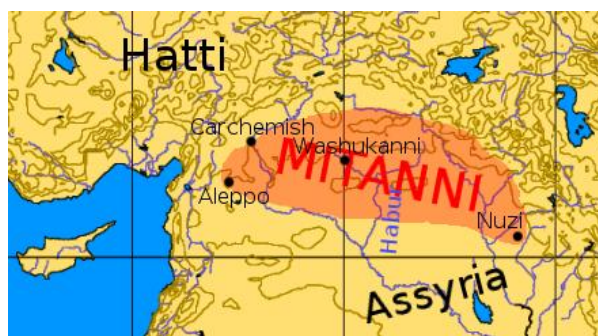 Hatti
Carchemish
Washukanni
MITANNI
Aleppo
Habur
Nuzi
Assyria